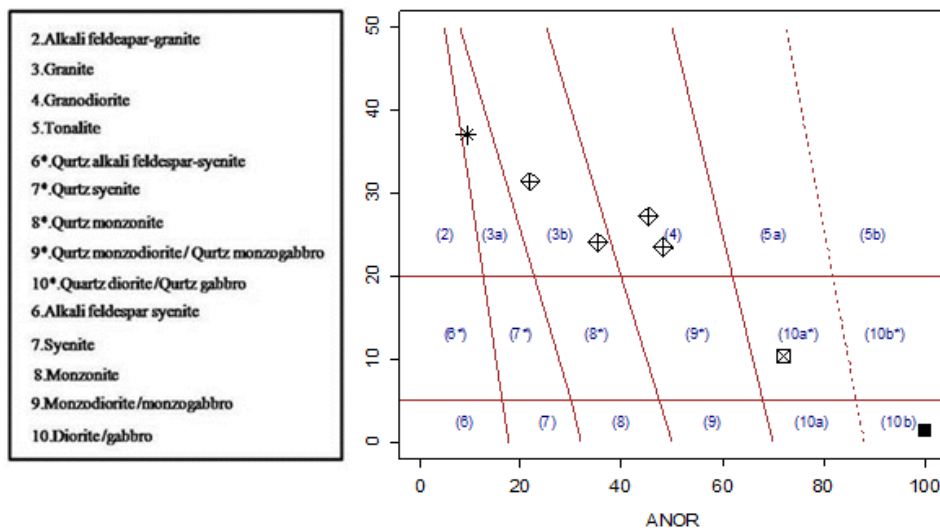 2.Alkali feldeapar-granite
3.Granite
4.Granodiorite
5.Tonalite
6*.Qurtz alkali feldespar-syenite
7*.Qurtz syenite
8*.Qurtz monzonite
9*.Qurtz monzodiorite/ Qurtz monzogabbro
10*.Quartz diorite/Qurtz gabbro
6.Alkali feldespar syenite
7.Syenite
8.Monzonite
9.Monzodiorite/monzogabbro
10.Diorite/gabbro
50
40
30
20
10
0
(2) (3a) (3b) (4) (5a) (5b)
(6*) (7*) (8*) (9*) (10a*) (10b*)
(6) (7) (8) (9) (10a) (10b)
0 20 40 60 80 100
ANOR